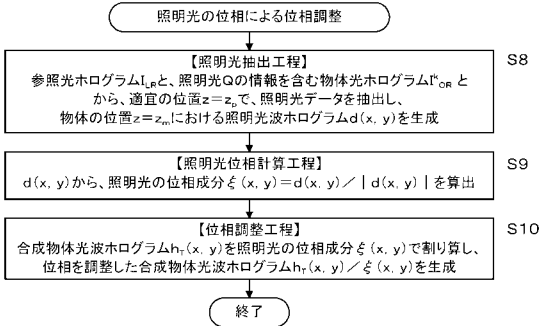 照明光の位相による位相調整
【照明光抽出工程】
S8
参照光ホログラムI_LRと、照明光Qの情報を含む物体光ホログラムI^k_ORと
から、適宜の位置z=z_pで、照明光データを抽出し、
物体の位置z=z_mにおける照明光波ホログラムd(x, y)を生成
【照明光位相計算工程】
S9
d(x, y)から、照明光の位相成分ξ(x, y)=d(x, y)/|d(x, y)|を算出
【位相調整工程】
S10
合成物体光波ホログラムh_T(x, y)を照明光の位相成分ξ(x, y)で割り算し、
位相を調整した合成物体光波ホログラムh_T(x, y)/ξ(x, y)を生成
終了